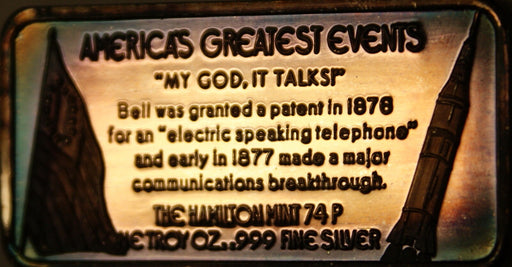 AMERICA'S GREATEST EVENTS
"MY GOD, IT TALKS!"
Bell was granted a patent in 1876
for an "electric speaking telephone"
and early in 1877 made a major
communications breakthrough.
THE HAMILTON MINT 74 P
ONE TROY OZ. .999 FINE SILVER